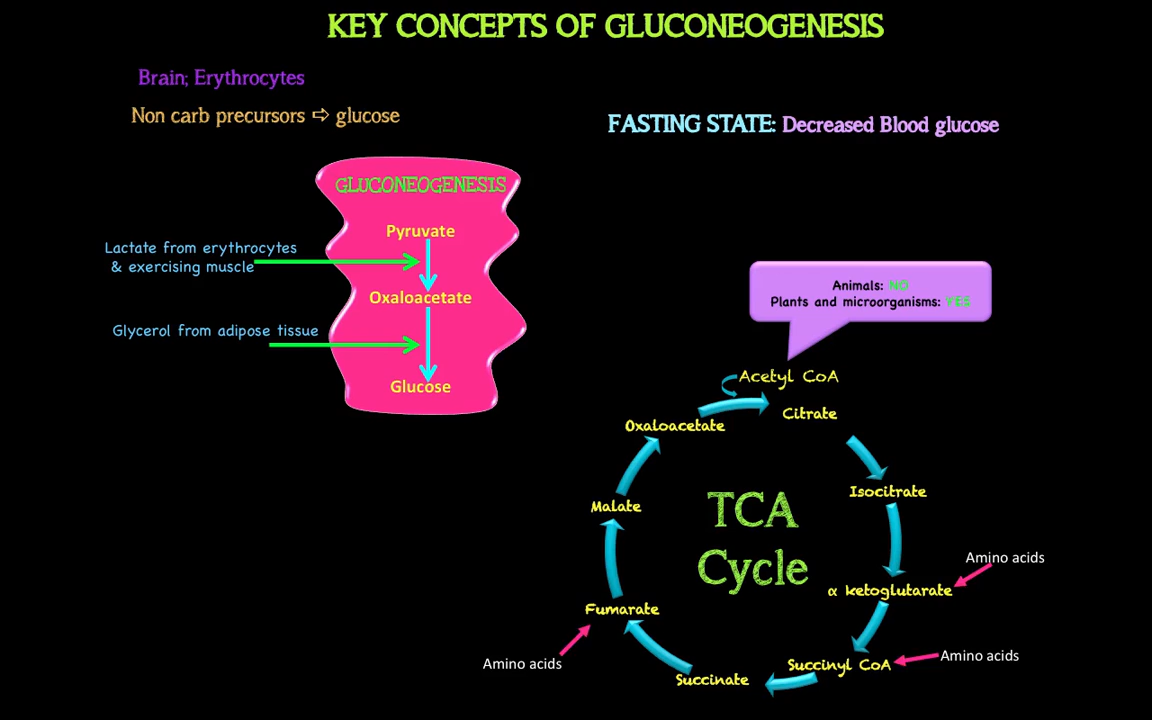 KEY CONCEPTS OF GLUCONEOGENESIS
Brain; Erythrocytes
Non carb precursors ⇨ glucose
FASTING STATE: Decreased Blood glucose
GLUCONEOGENESIS
Pyruvate
Lactate from erythrocytes
& exercising muscle
Oxaloacetate
Glycerol from adipose tissue
Glucose
Animals: NO
Plants and microorganisms: YES
Acetyl CoA
Citrate
Oxaloacetate
Isocitrate
Malate
TCA
Cycle
Amino acids
α ketoglutarate
Fumarate
Amino acids
Succinyl CoA
Amino acids
Succinate